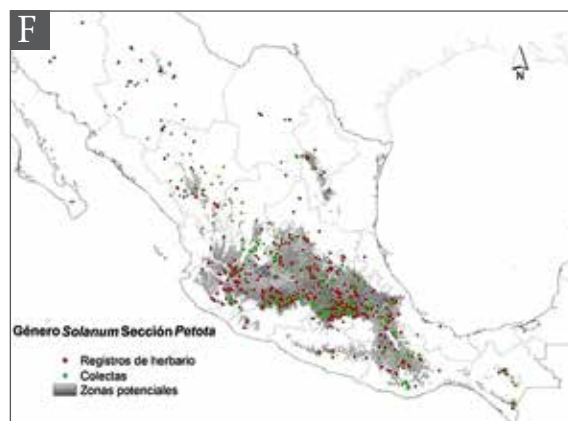 F
N
Género Solanum Sección Petota
Registros de herbario
Colectas
Zonas potenciales